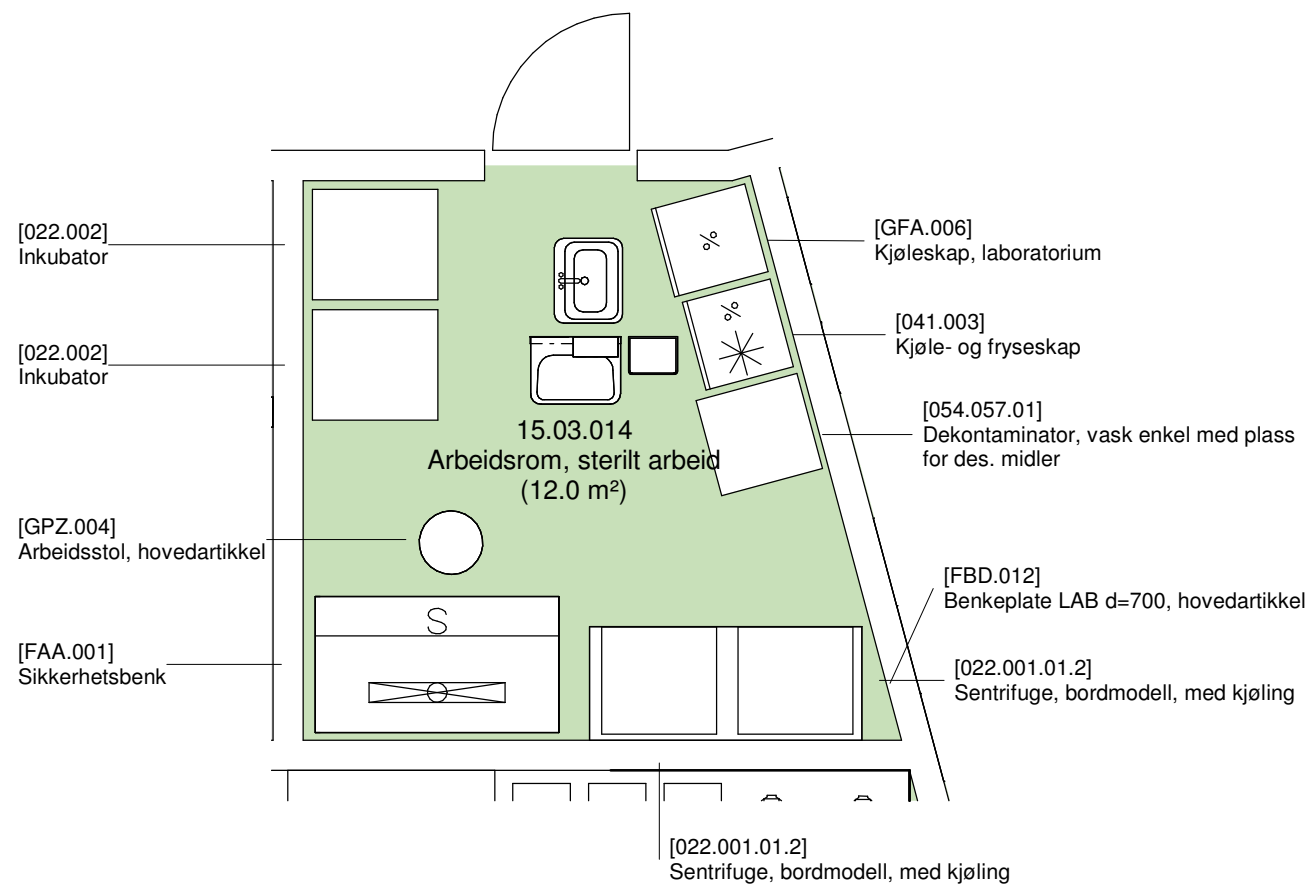 [022.002]
Inkubator
[022.002]
Inkubator
[GPZ.004]
Arbeidsstol, hovedartikkel
[FAA.001]
Sikkerhetsbenk
15.03.014
Arbeidsrom, sterilt arbeid
(12.0 m²)
S
[GFA.006]
Kjøleskap, laboratorium
[041.003]
Kjøle- og fryseskap
[054.057.01]
Dekontaminator, vask enkel med plass
for des. midler
[FBD.012]
Benkeplate LAB d=700, hovedartikkel
[022.001.01.2]
Sentrifuge, bordmodell, med kjøling
[022.001.01.2]
Sentrifuge, bordmodell, med kjøling